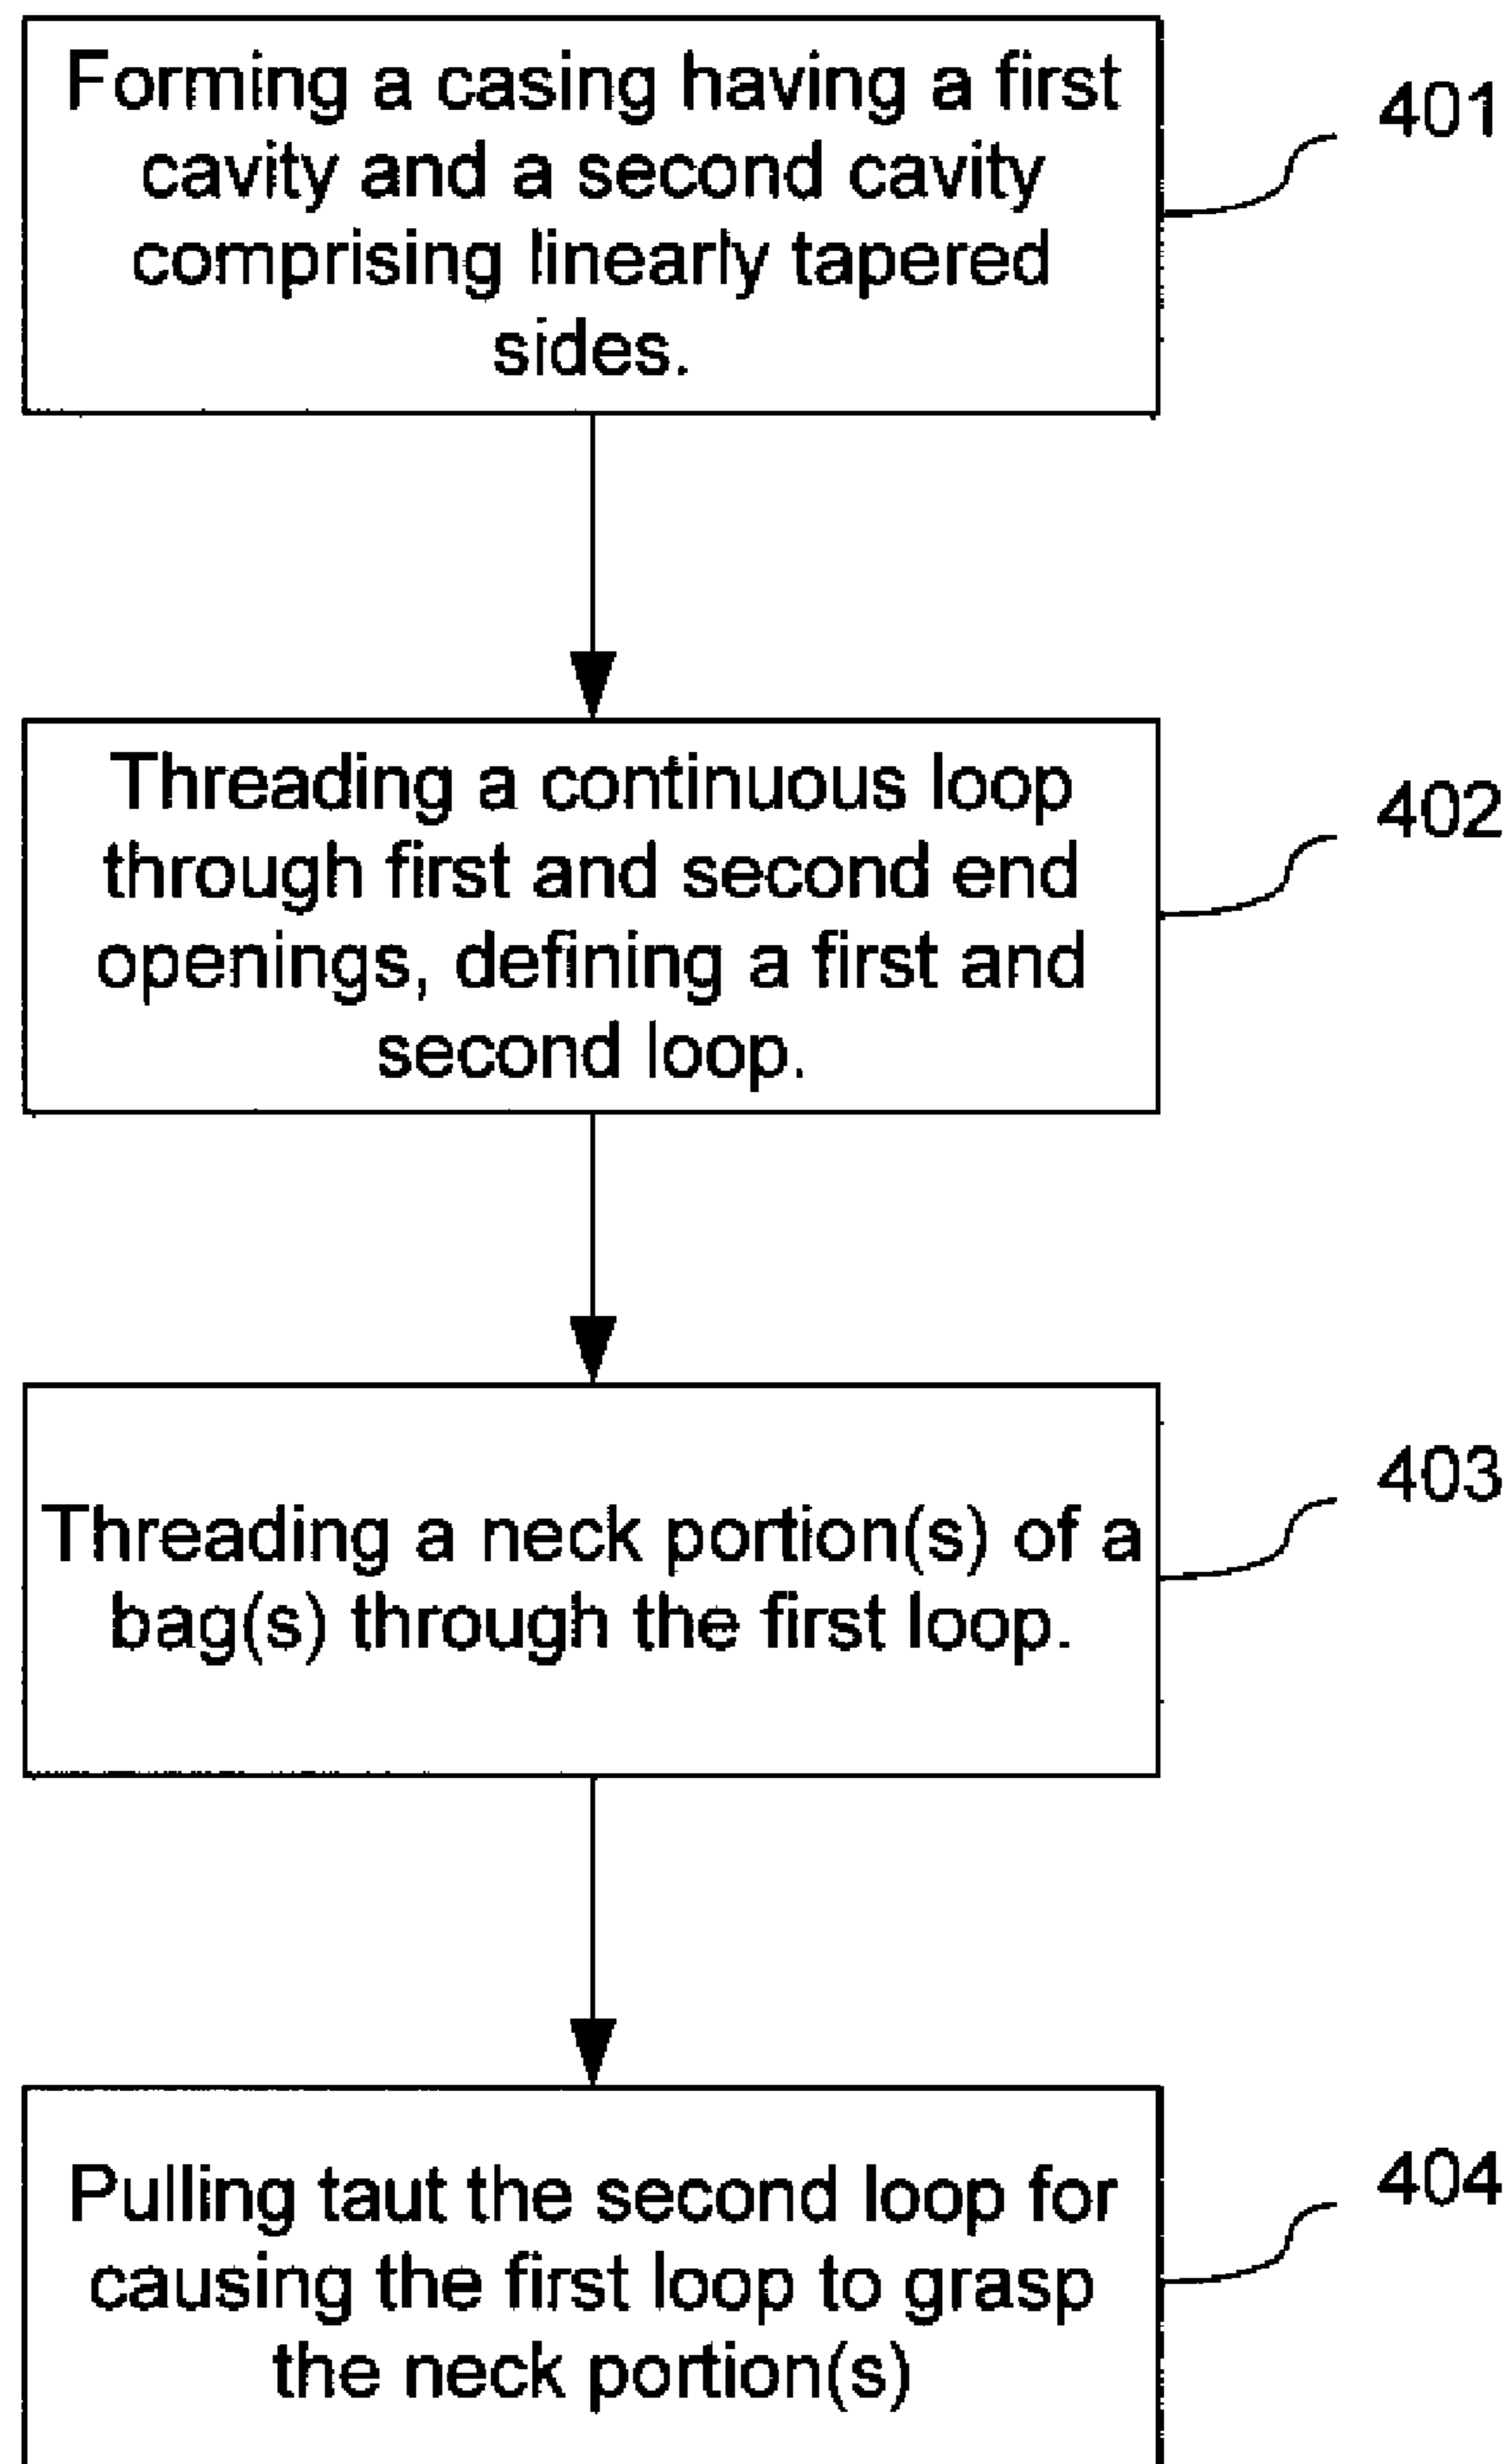 Forming a casing having a first
cavity and a second cavity
comprising linearly tapered
sides.
401
Threading a continuous loop
through first and second end
openings, defining a first and
second loop.
402
Threading a neck portion(s) of a
bag(s) through the first loop.
403
Pulling taut the second loop for
causing the first loop to grasp
the neck portion(s)
404